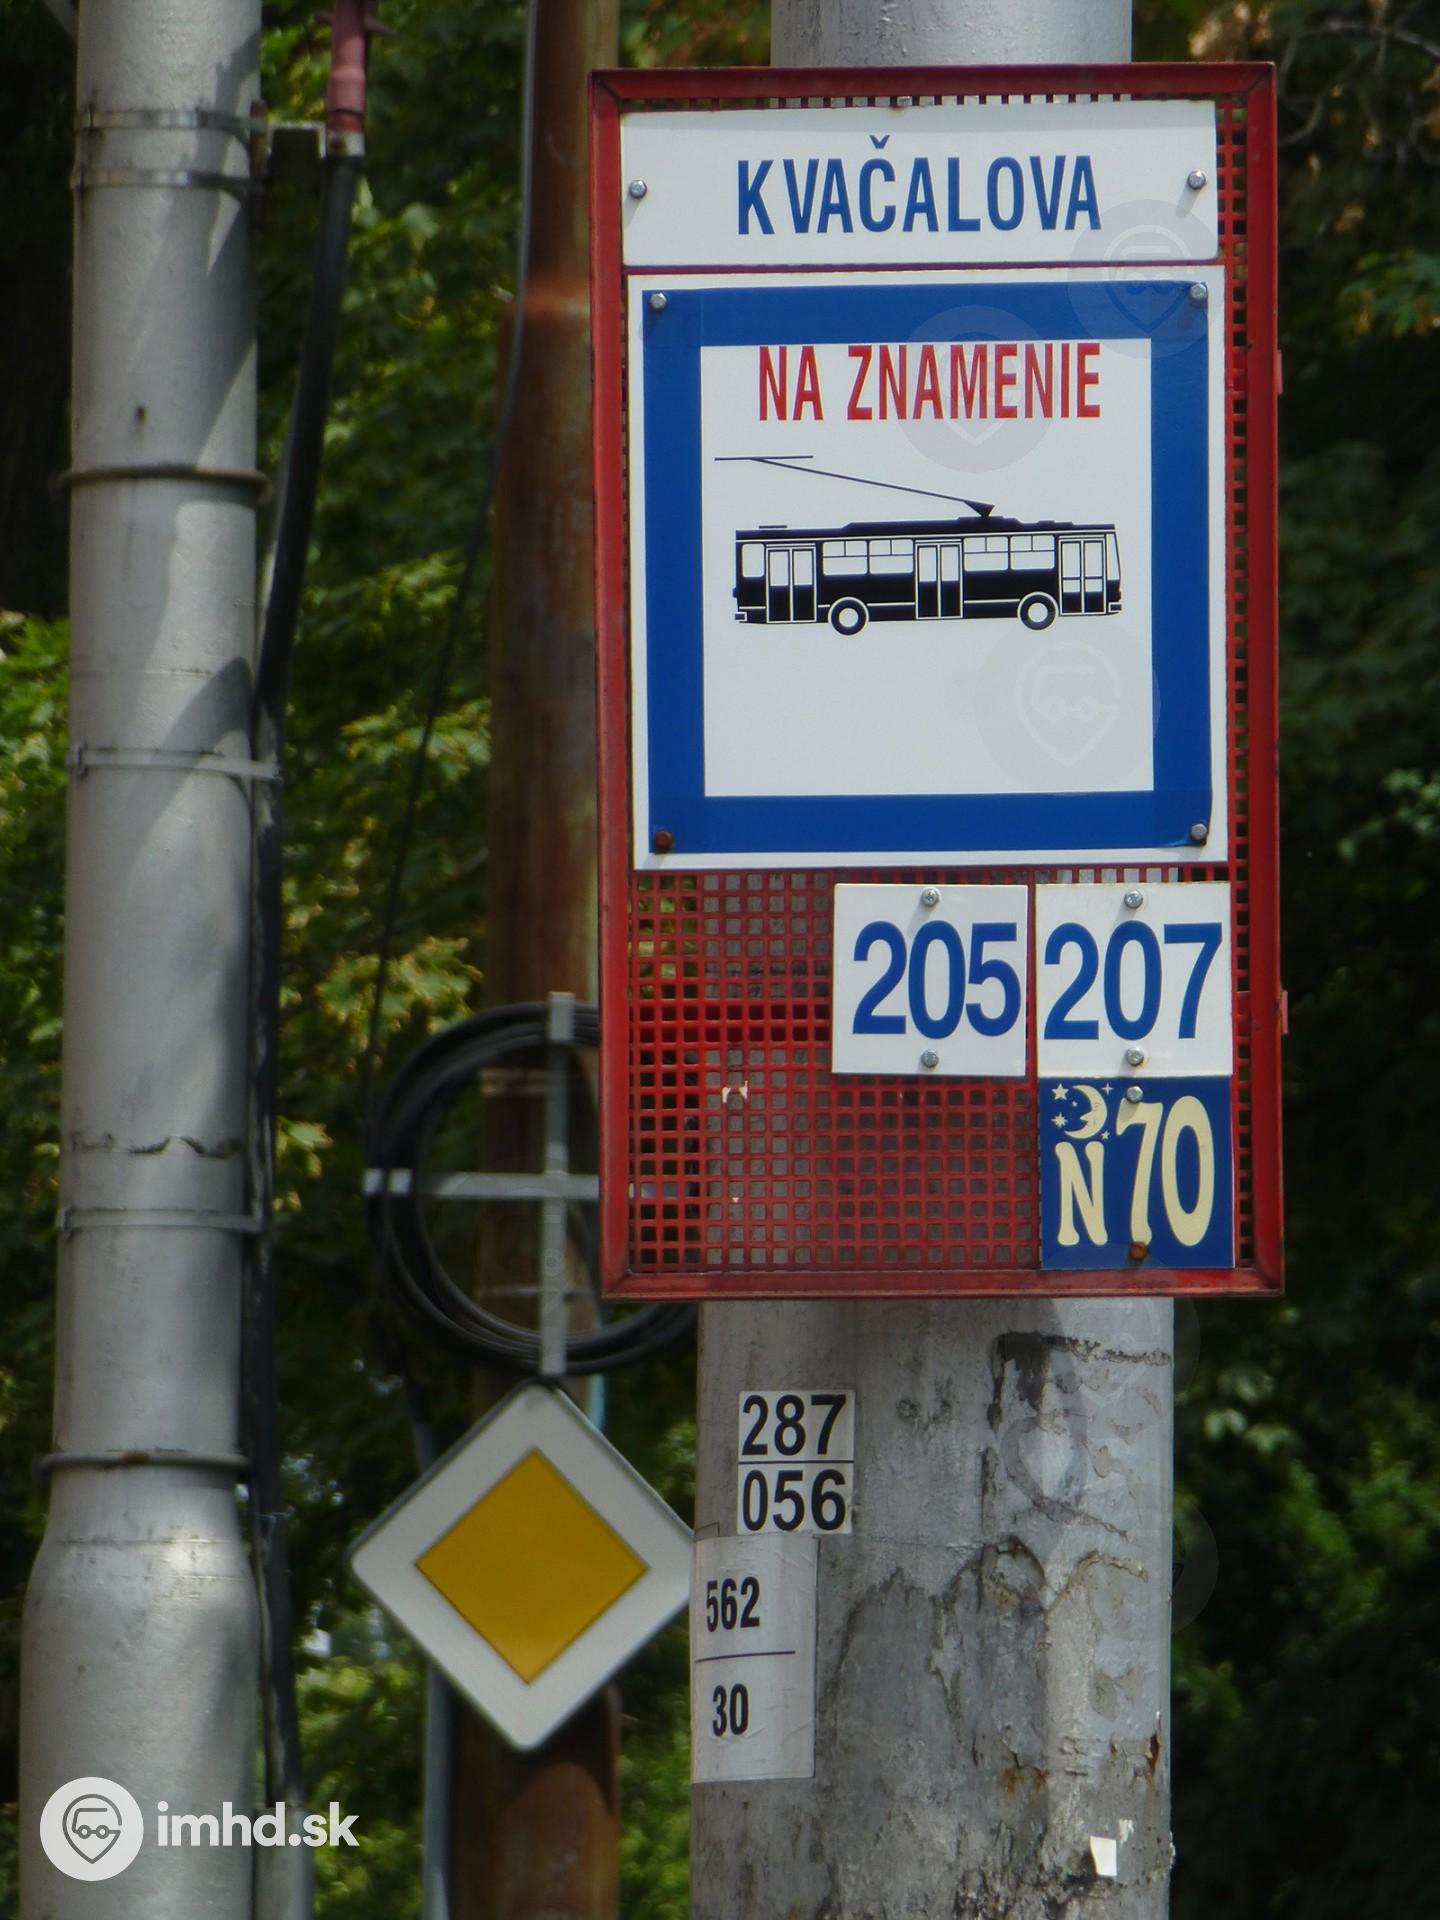 KVAČALOVA
NA ZNAMENIE
205 207
N70
287
056
562
30
imhd.sk